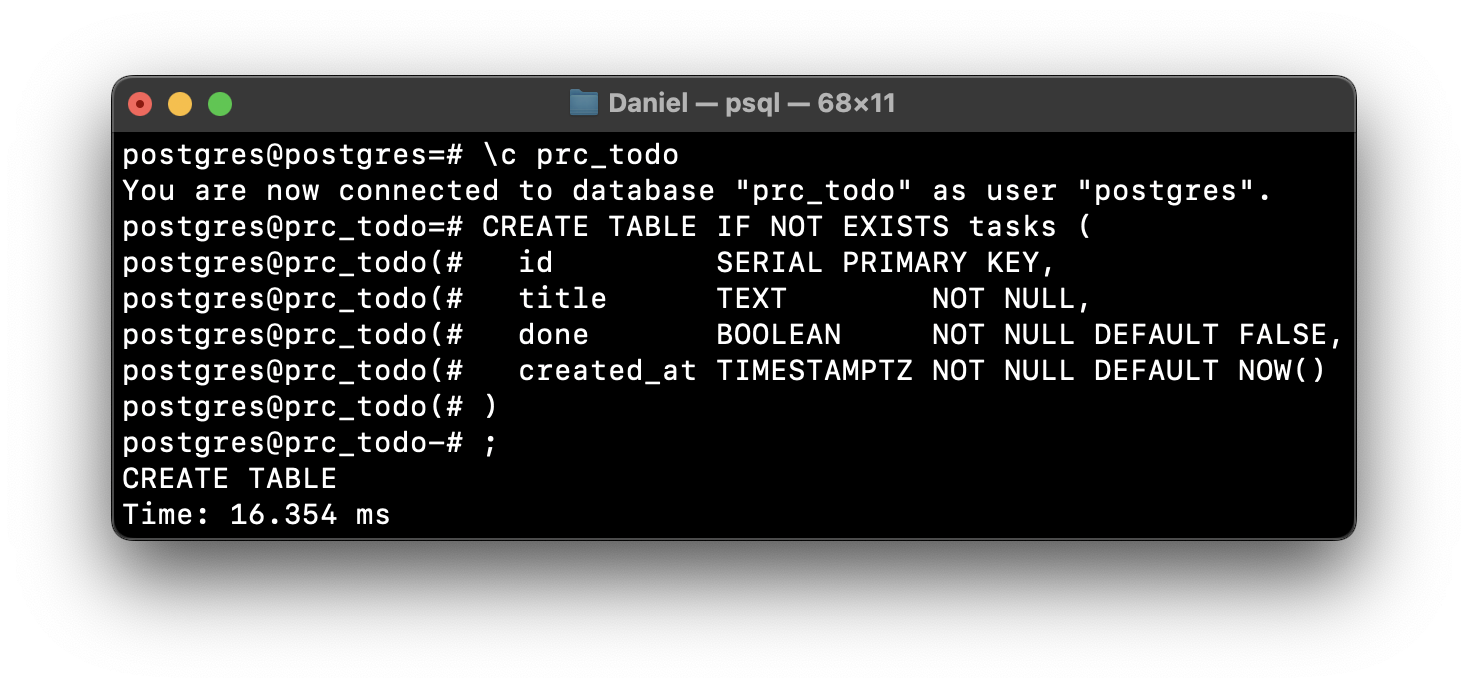 Daniel — psql — 68×11
postgres@postgres=# \c prc_todo
You are now connected to database "prc_todo" as user "postgres".
postgres@prc_todo=# CREATE TABLE IF NOT EXISTS tasks (
postgres@prc_todo(#   id         SERIAL PRIMARY KEY,
postgres@prc_todo(#   title      TEXT        NOT NULL,
postgres@prc_todo(#   done       BOOLEAN     NOT NULL DEFAULT FALSE,
postgres@prc_todo(#   created_at TIMESTAMPTZ NOT NULL DEFAULT NOW()
postgres@prc_todo(# )
postgres@prc_todo-# ;
CREATE TABLE
Time: 16.354 ms